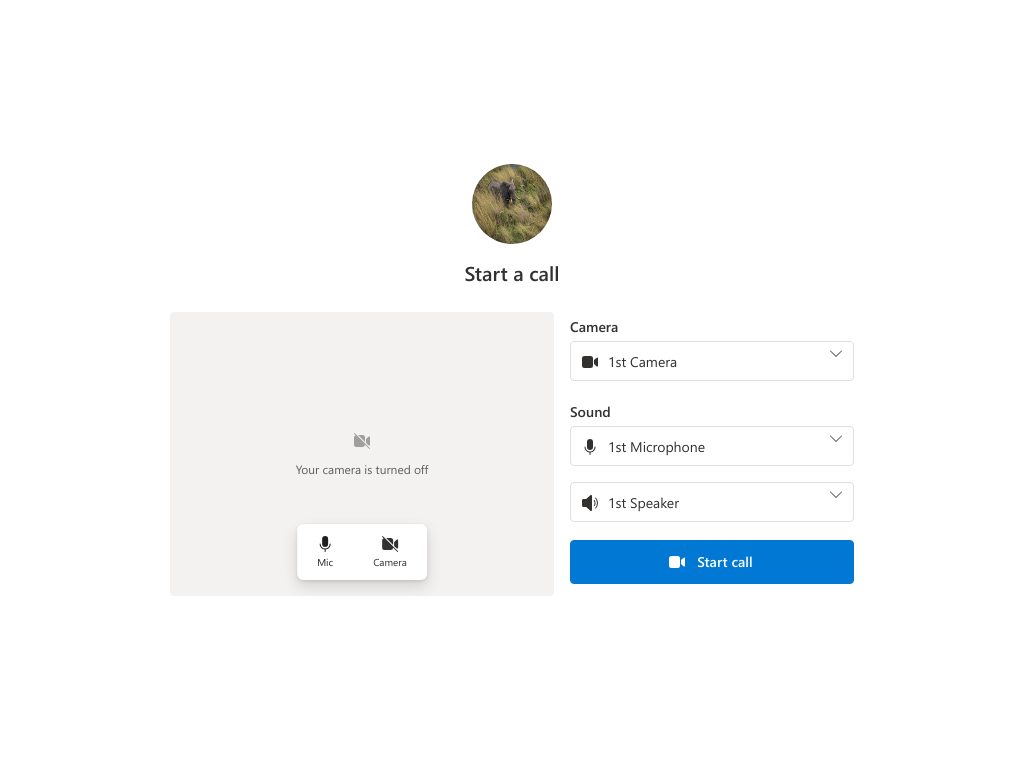 Start a call
Your camera is turned off
Mic
Camera
Camera
1st Camera
Sound
1st Microphone
1st Speaker
Start call